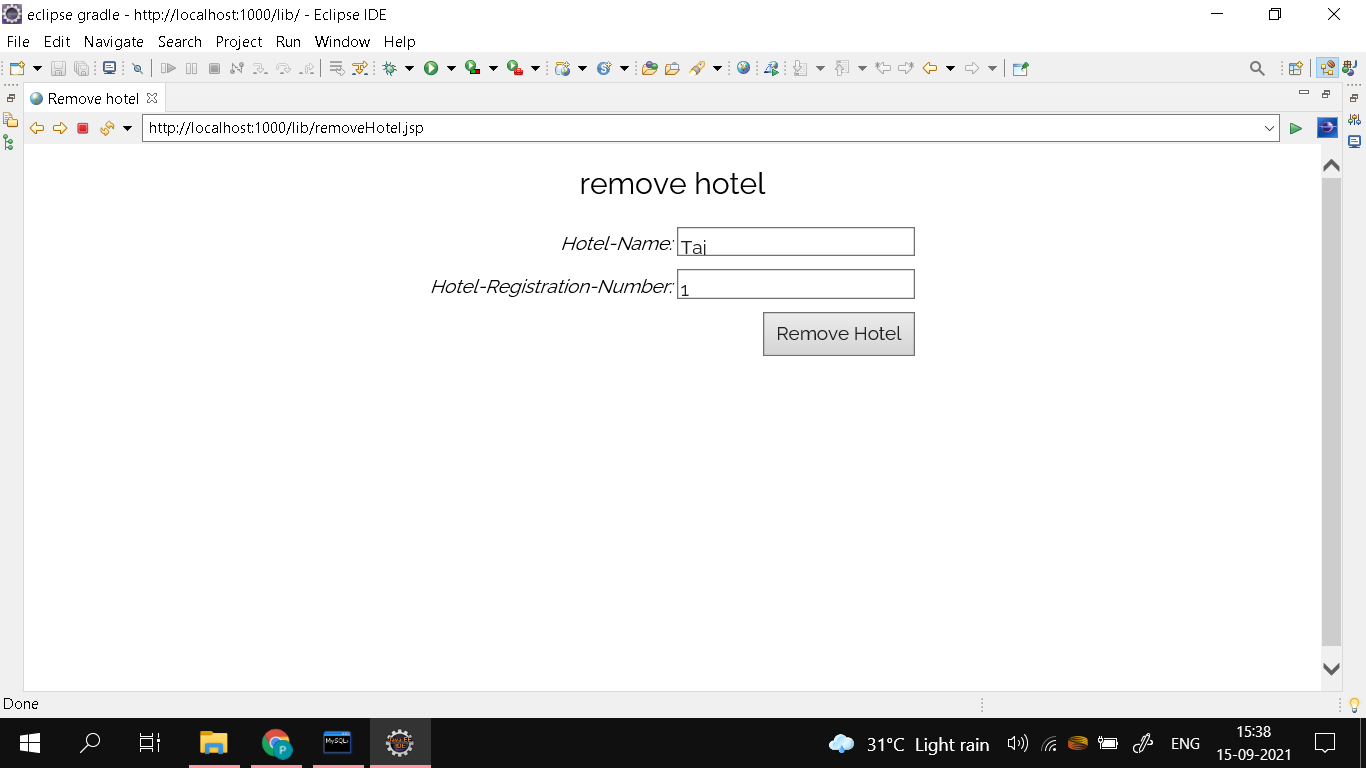 eclipse gradle - http://localhost:1000/lib/ - Eclipse IDE
File Edit Navigate Search Project Run Window Help
Remove hotel
http://localhost:1000/lib/removeHotel.jsp
remove hotel
Hotel-Name: Taj
Hotel-Registration-Number: 1
Remove Hotel
Done
31°C Light rain ENG 15:38
15-09-2021